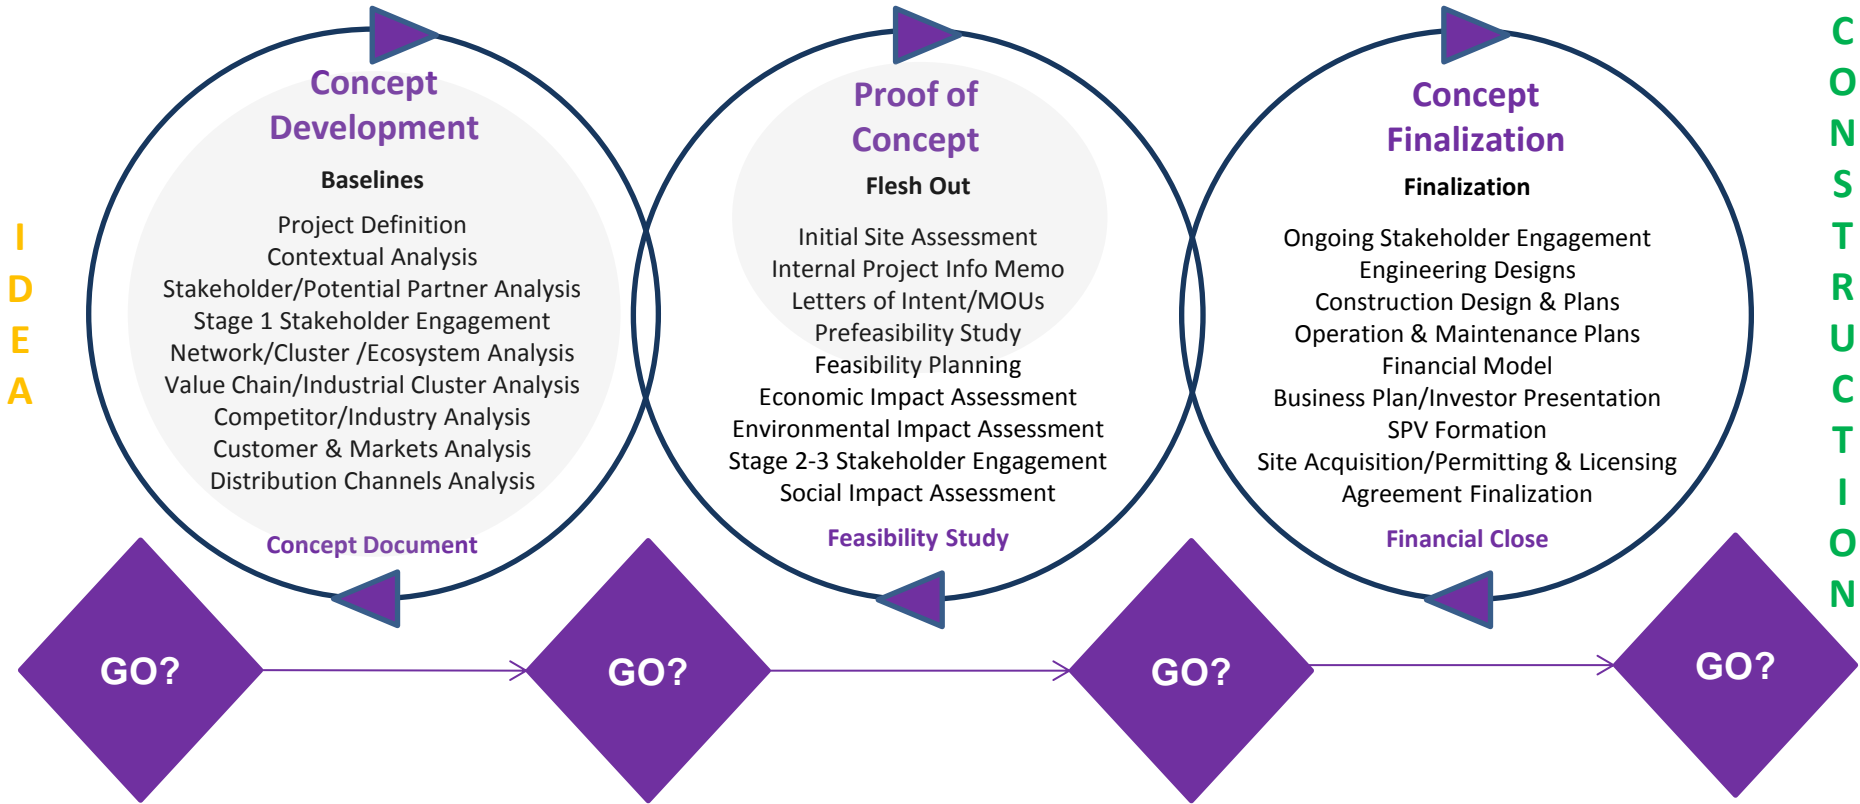 IDEA
Concept
Development
Baselines
Project Definition
Contextual Analysis
Stakeholder/Potential Partner Analysis
Stage 1 Stakeholder Engagement
Network/Cluster /Ecosystem Analysis
Value Chain/Industrial Cluster Analysis
Competitor/Industry Analysis
Customer & Markets Analysis
Distribution Channels Analysis
Concept Document
Proof of
Concept
Flesh Out
Initial Site Assessment
Internal Project Info Memo
Letters of Intent/MOUs
Prefeasibility Study
Feasibility Planning
Economic Impact Assessment
Environmental Impact Assessment
Stage 2-3 Stakeholder Engagement
Social Impact Assessment
Feasibility Study
Concept
Finalization
Finalization
Ongoing Stakeholder Engagement
Engineering Designs
Construction Design & Plans
Operation & Maintenance Plans
Financial Model
Business Plan/Investor Presentation
SPV Formation
Site Acquisition/Permitting & Licensing
Agreement Finalization
Financial Close
CONSTRUCTION
GO?
GO?
GO?
GO?